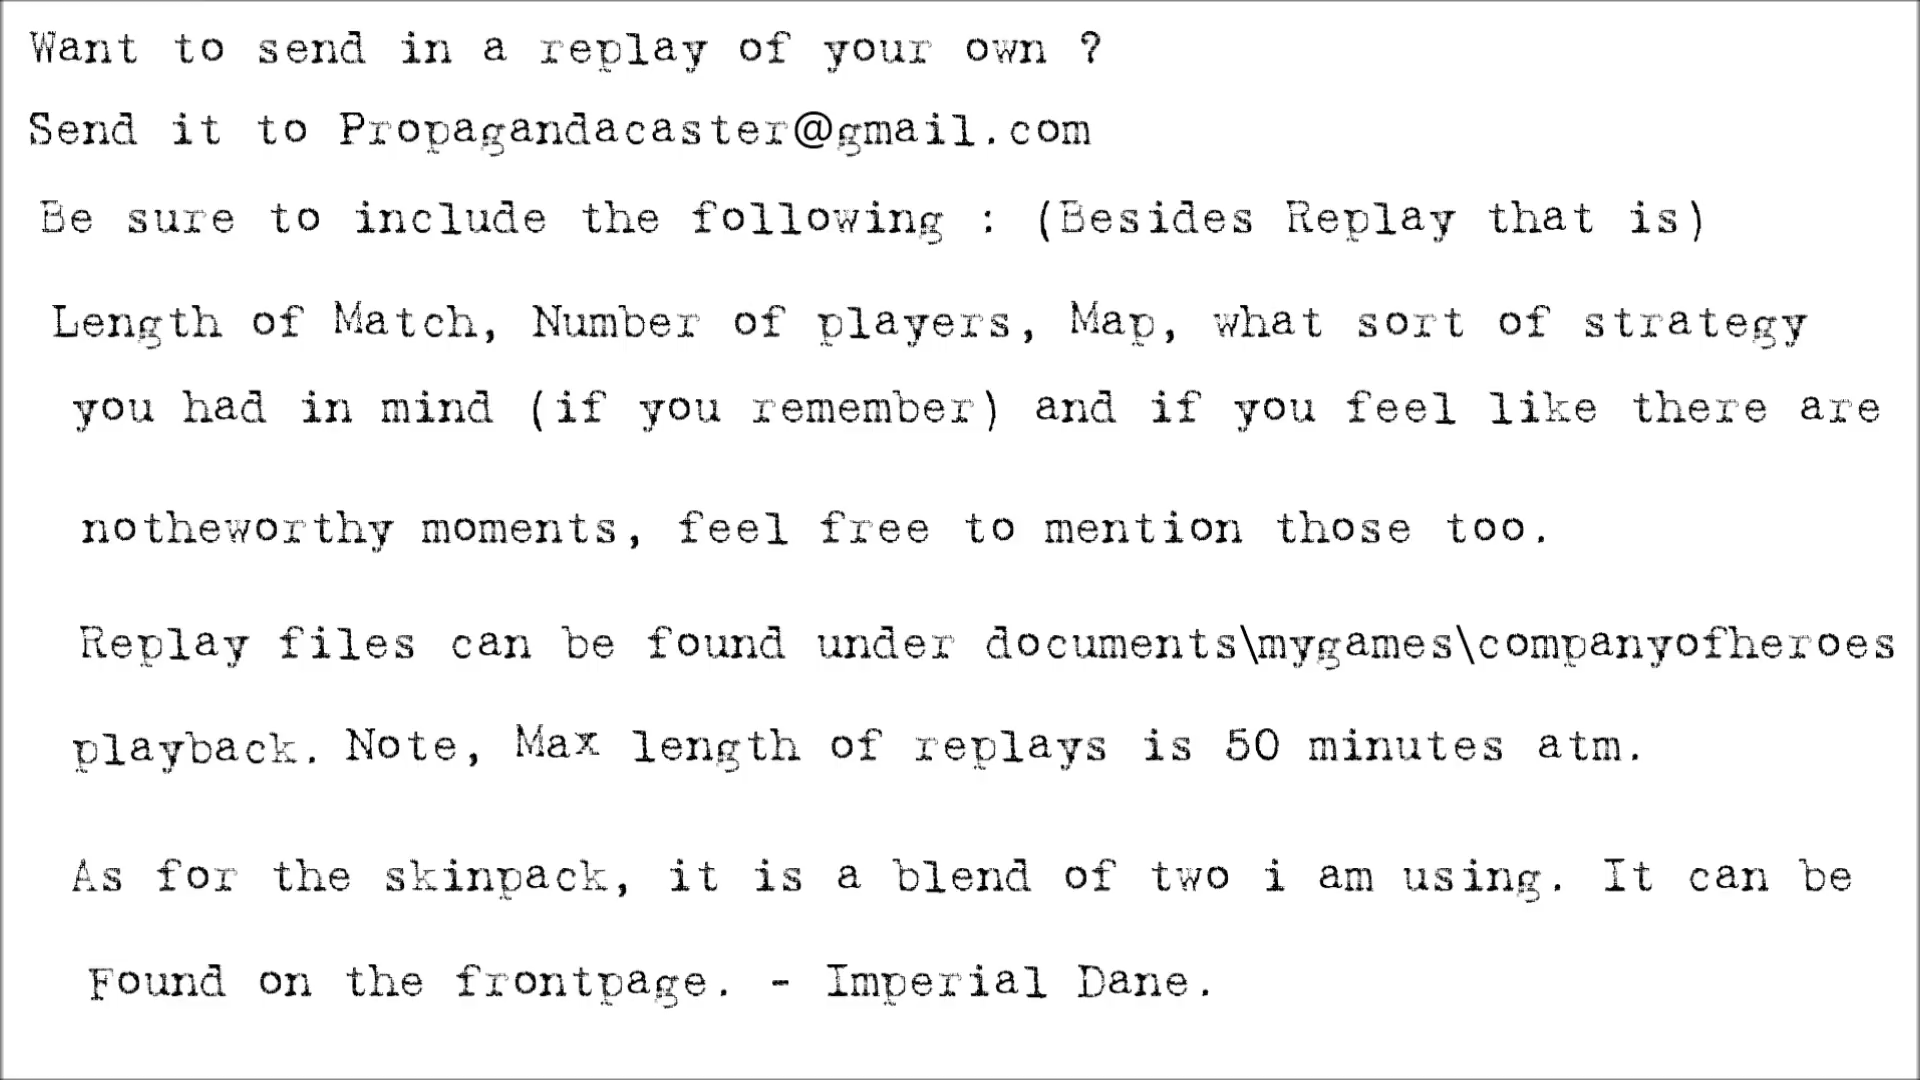 Want to send in a replay of your own ?
Send it to Propagandacaster@gmail.com
Be sure to include the following : (Besides Replay that is)
Length of Match, Number of players, Map, what sort of strategy
you had in mind (if you remember) and if you feel like there are
notheworthy moments, feel free to mention those too.
Replay files can be found under documents\mygames\companyofheroes
playback. Note, Max length of replays is 50 minutes atm.
As for the skinpack, it is a blend of two i am using. It can be
Found on the frontpage. - Imperial Dane.